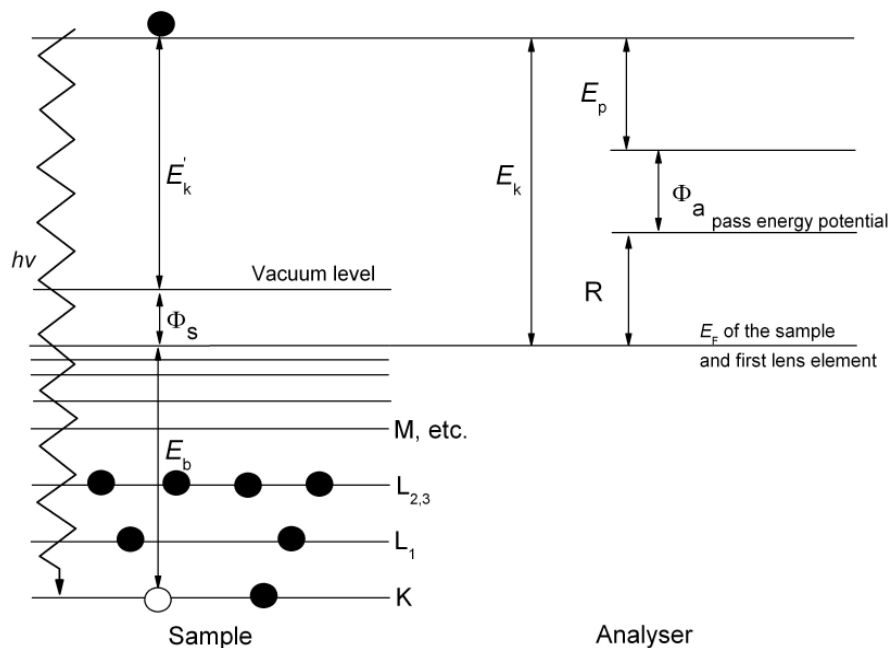 E'k
Ek
Ep
Φa
pass energy potential
hν
Vacuum level
Φs
R
EF of the sample
and first lens element
M, etc.
Eb
L2,3
L1
K
Sample
Analyser